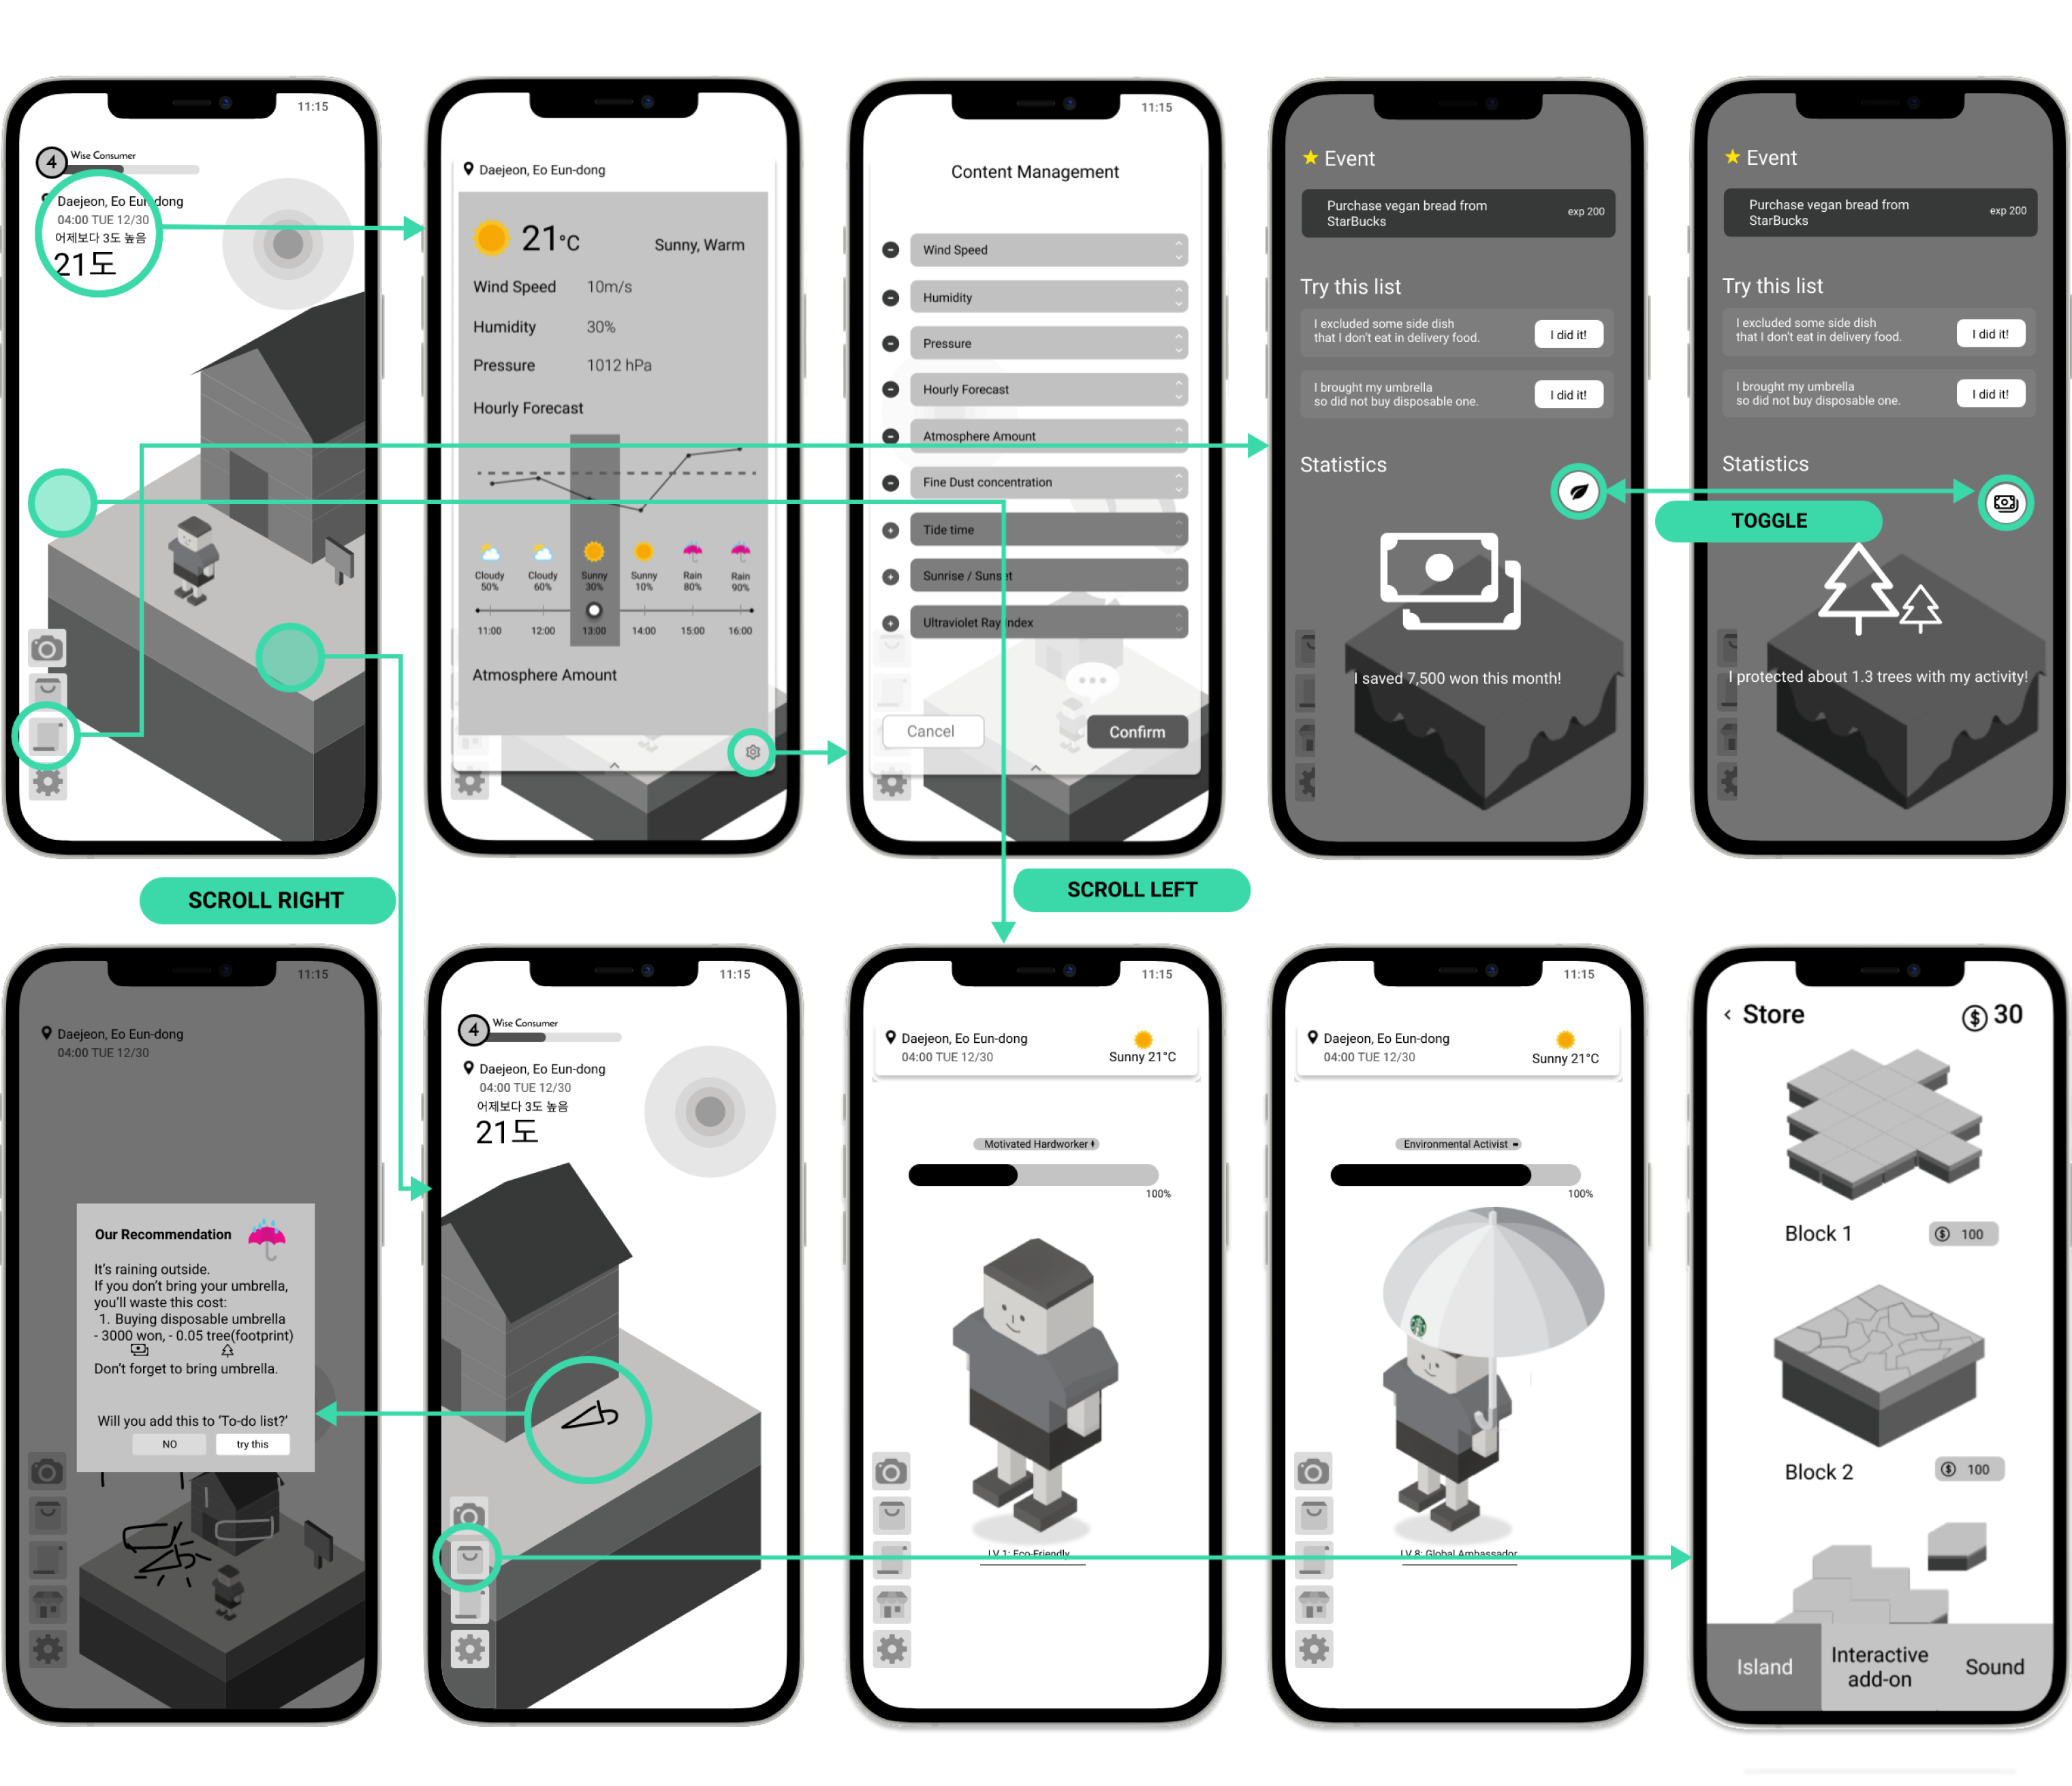 11:15
4
Wise Consumer
Daejeon, Eo Eun-dong
04:00 TUE 12/30
어제보다 3도 높음
21도
Daejeon, Eo Eun-dong
21°C
Sunny, Warm
Wind Speed 10m/s
Humidity 30%
Pressure 1012 hPa
Hourly Forecast
Cloudy Cloudy Sunny Sunny Rain Rain
50% 60% 30% 10% 80% 90%
11:00 12:00 13:00 14:00 15:00 16:00
Atmosphere Amount
11:15
Content Management
Wind Speed
Humidity
Pressure
Hourly Forecast
Atmosphere Amount
Fine Dust concentration
Tide time
Sunrise / Sunset
Ultraviolet Ray Index
Cancel
Confirm
Event
Purchase vegan bread from
StarBucks
exp 200
Try this list
I excluded some side dish
that I don't eat in delivery food.
I did it!
I brought my umbrella
so did not buy disposable one.
I did it!
Statistics
I saved 7,500 won this month!
TOGGLE
Event
Purchase vegan bread from
StarBucks
exp 200
Try this list
I excluded some side dish
that I don't eat in delivery food.
I did it!
I brought my umbrella
so did not buy disposable one.
I did it!
Statistics
I protected about 1.3 trees with my activity!
SCROLL RIGHT
SCROLL LEFT
11:15
Daejeon, Eo Eun-dong
04:00 TUE 12/30
Our Recommendation
It's raining outside.
If you don't bring your umbrella,
you'll waste this cost:
1. Buying disposable umbrella
- 3000 won, - 0.05 tree(footprint)
Don't forget to bring umbrella.
Will you add this to 'To-do list?'
NO
try this
11:15
4
Wise Consumer
Daejeon, Eo Eun-dong
04:00 TUE 12/30
어제보다 3도 높음
21도
11:15
Daejeon, Eo Eun-dong
04:00 TUE 12/30
Sunny 21°C
Motivated Hardworker
100%
LV 1: Eco-Friendly
11:15
Daejeon, Eo Eun-dong
04:00 TUE 12/30
Sunny 21°C
Environmental Activist
100%
LV 8: Global Ambassador
< Store
$ 30
Block 1
$ 100
Block 2
$ 100
Island
Interactive
add-on
Sound